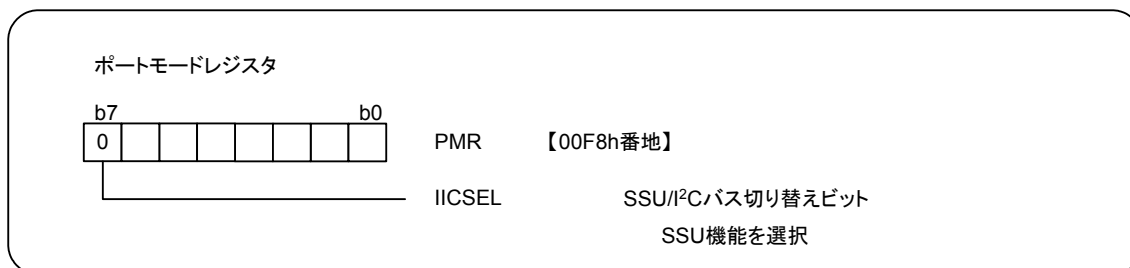 ポートモードレジスタ
b7 b0
0 PMR 【00F8h番地】
IICSEL SSU/I²Cバス切り替えビット
SSU機能を選択